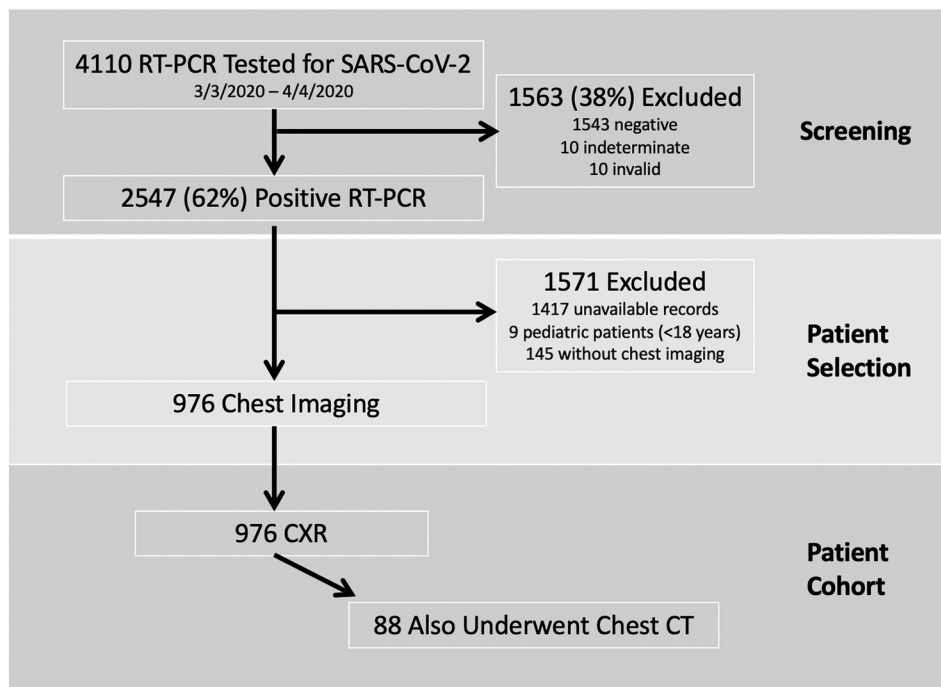 4110 RT-PCR Tested for SARS-CoV-2
3/3/2020 – 4/4/2020
1563 (38%) Excluded
1543 negative
10 indeterminate
10 invalid
Screening
2547 (62%) Positive RT-PCR
1571 Excluded
1417 unavailable records
9 pediatric patients (<18 years)
145 without chest imaging
Patient
Selection
976 Chest Imaging
976 CXR
Patient
Cohort
88 Also Underwent Chest CT